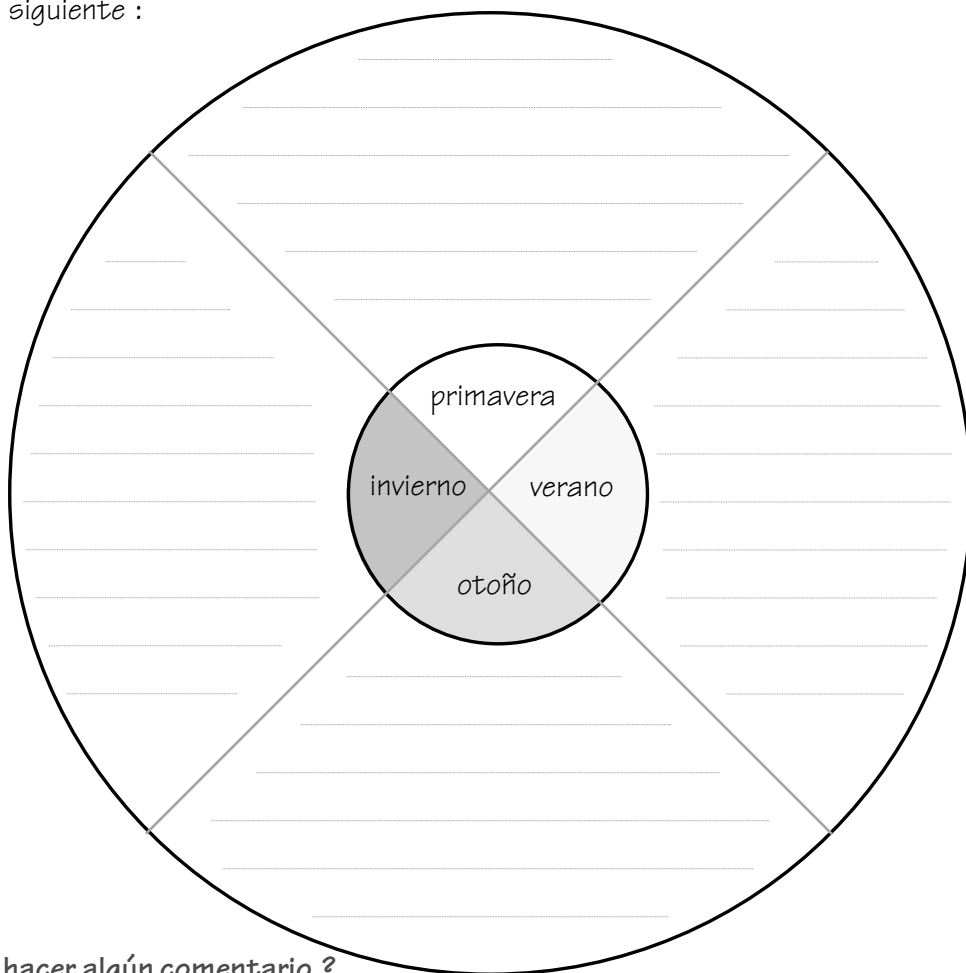 siguiente :
primavera
invierno verano
otoño
hacer algún comentario ?